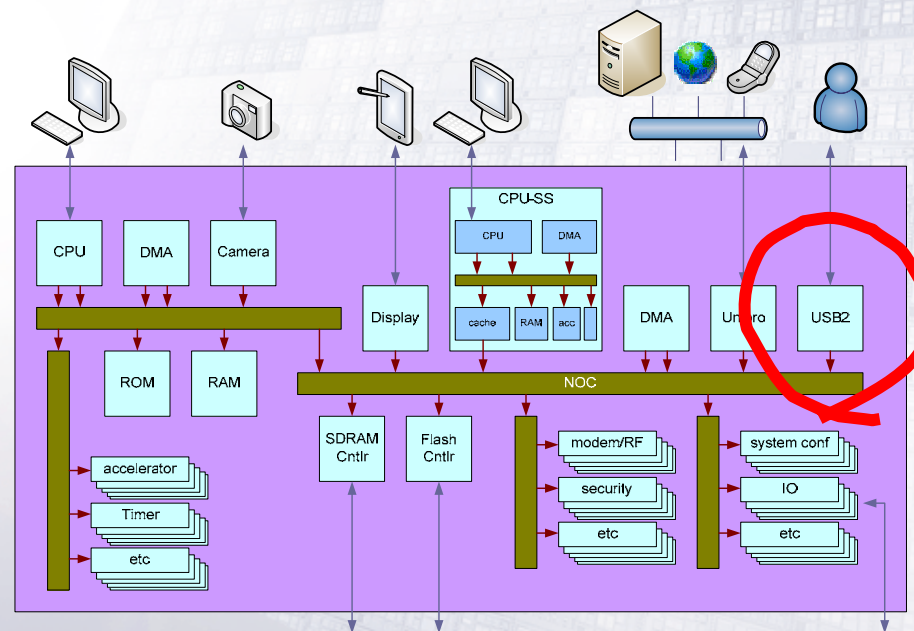 CPU-SS
CPU
DMA
Camera
CPU
DMA
Display
cache
RAM
acc
DMA
USB2
ROM
RAM
NOC
SDRAM
Cntlr
Flash
Cntlr
modem/RF
system conf
accelerator
security
IO
Timer
etc
etc
etc